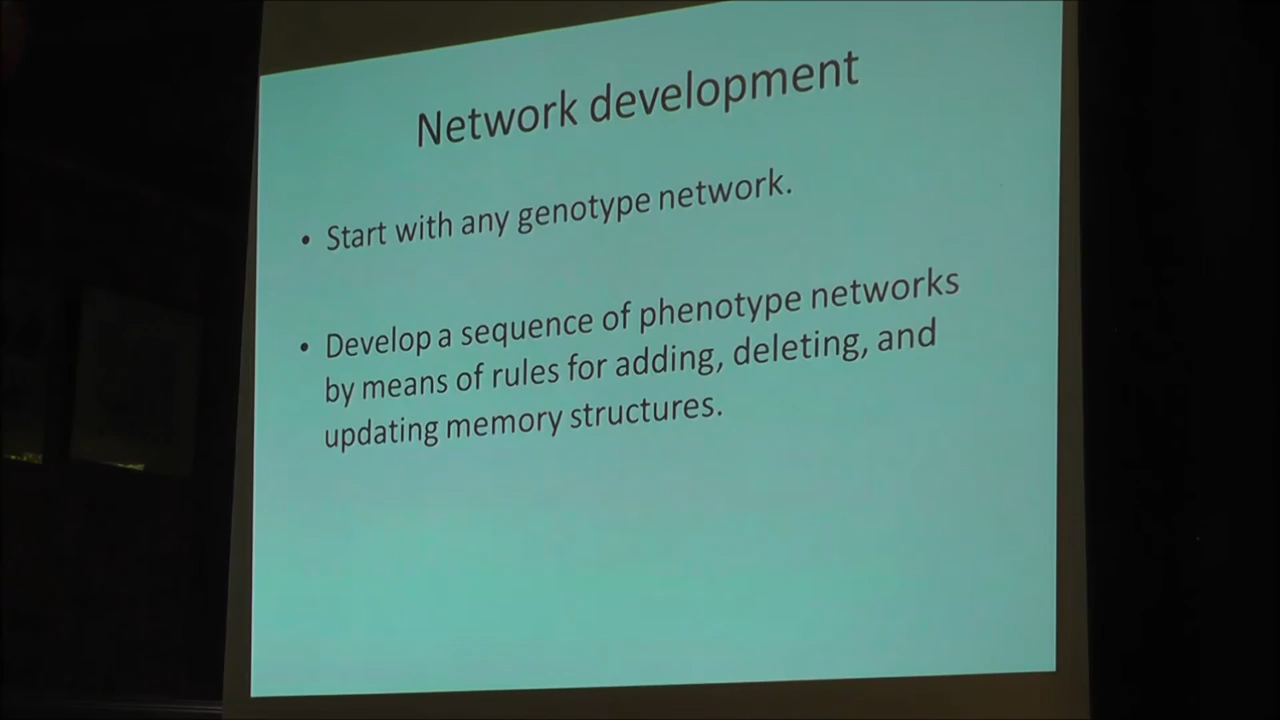 Network development
• Start with any genotype network.
• Develop a sequence of phenotype networks
by means of rules for adding, deleting, and
updating memory structures.